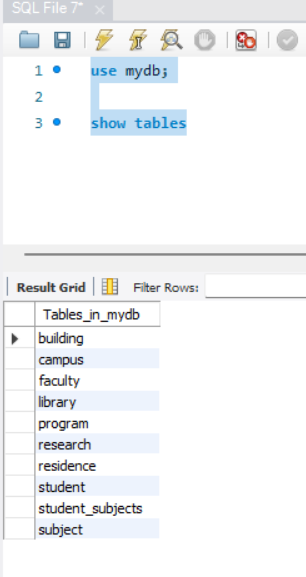 SQL File 7*
1 use mydb;
2
3 show tables
Result Grid Filter Rows:
Tables_in_mydb
building
campus
faculty
library
program
research
residence
student
student_subjects
subject